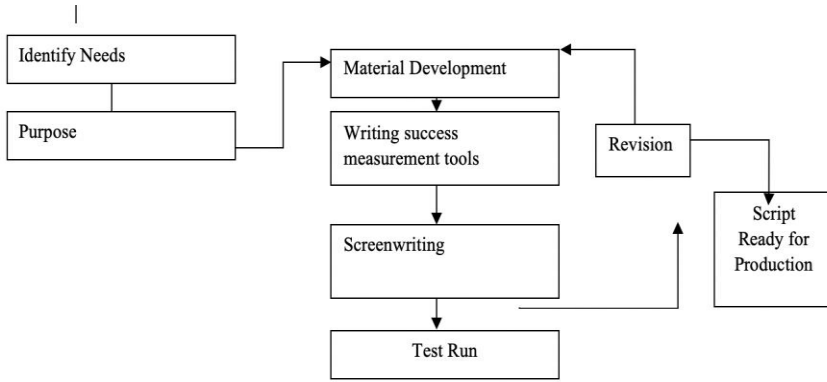 Identify Needs
Purpose
Material Development
Writing success
measurement tools
Screenwriting
Test Run
Revision
Script
Ready for
Production